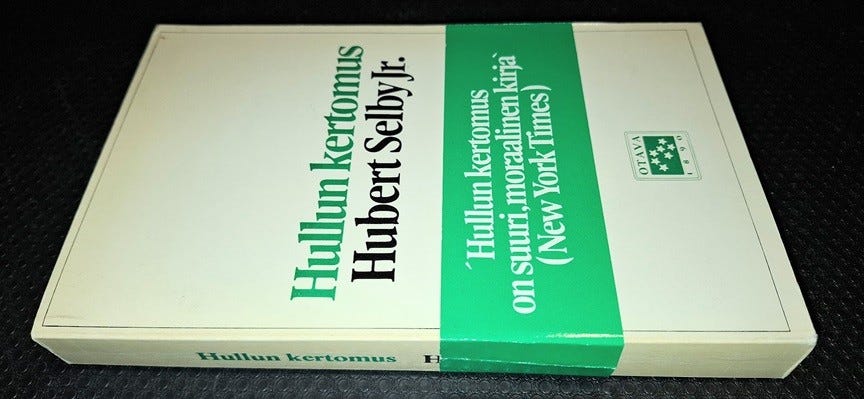 Hullun kertomus
Hubert Selby Jr.
´Hullun kertomus
on suuri, moraalinen kirja`
(New York Times)
OTAVA
1890
Hullun kertomus H